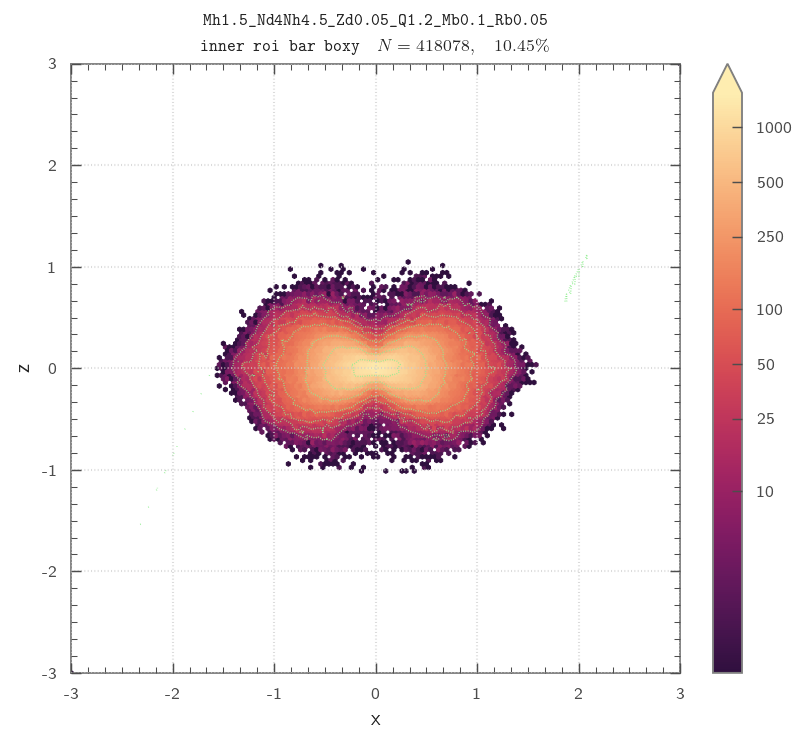 Mh1.5_Nd4Nh4.5_Zd0.05_Q1.2_Mb0.1_Rb0.05
inner roi bar boxy N = 418078, 10.45%
3
2
1
0
-1
-2
-3
z
-3 -2 -1 0 1 2 3
x
1000
500
250
100
50
25
10